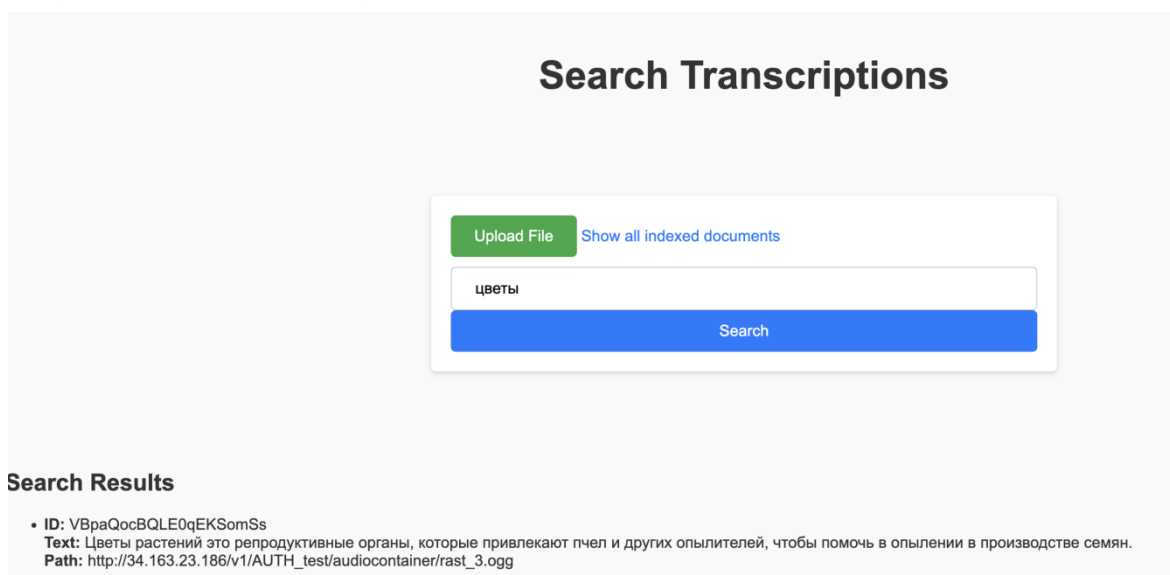 Search Transcriptions
Upload File Show all indexed documents
цветы
Search
Search Results
• ID: VBpaQocBQLE0qEKSomSs
Text: Цветы растений это репродуктивные органы, которые привлекают пчел и других опылителей, чтобы помочь в опылении в производстве семян.
Path: http://34.163.23.186/v1/AUTH_test/audiocontainer/rast_3.ogg